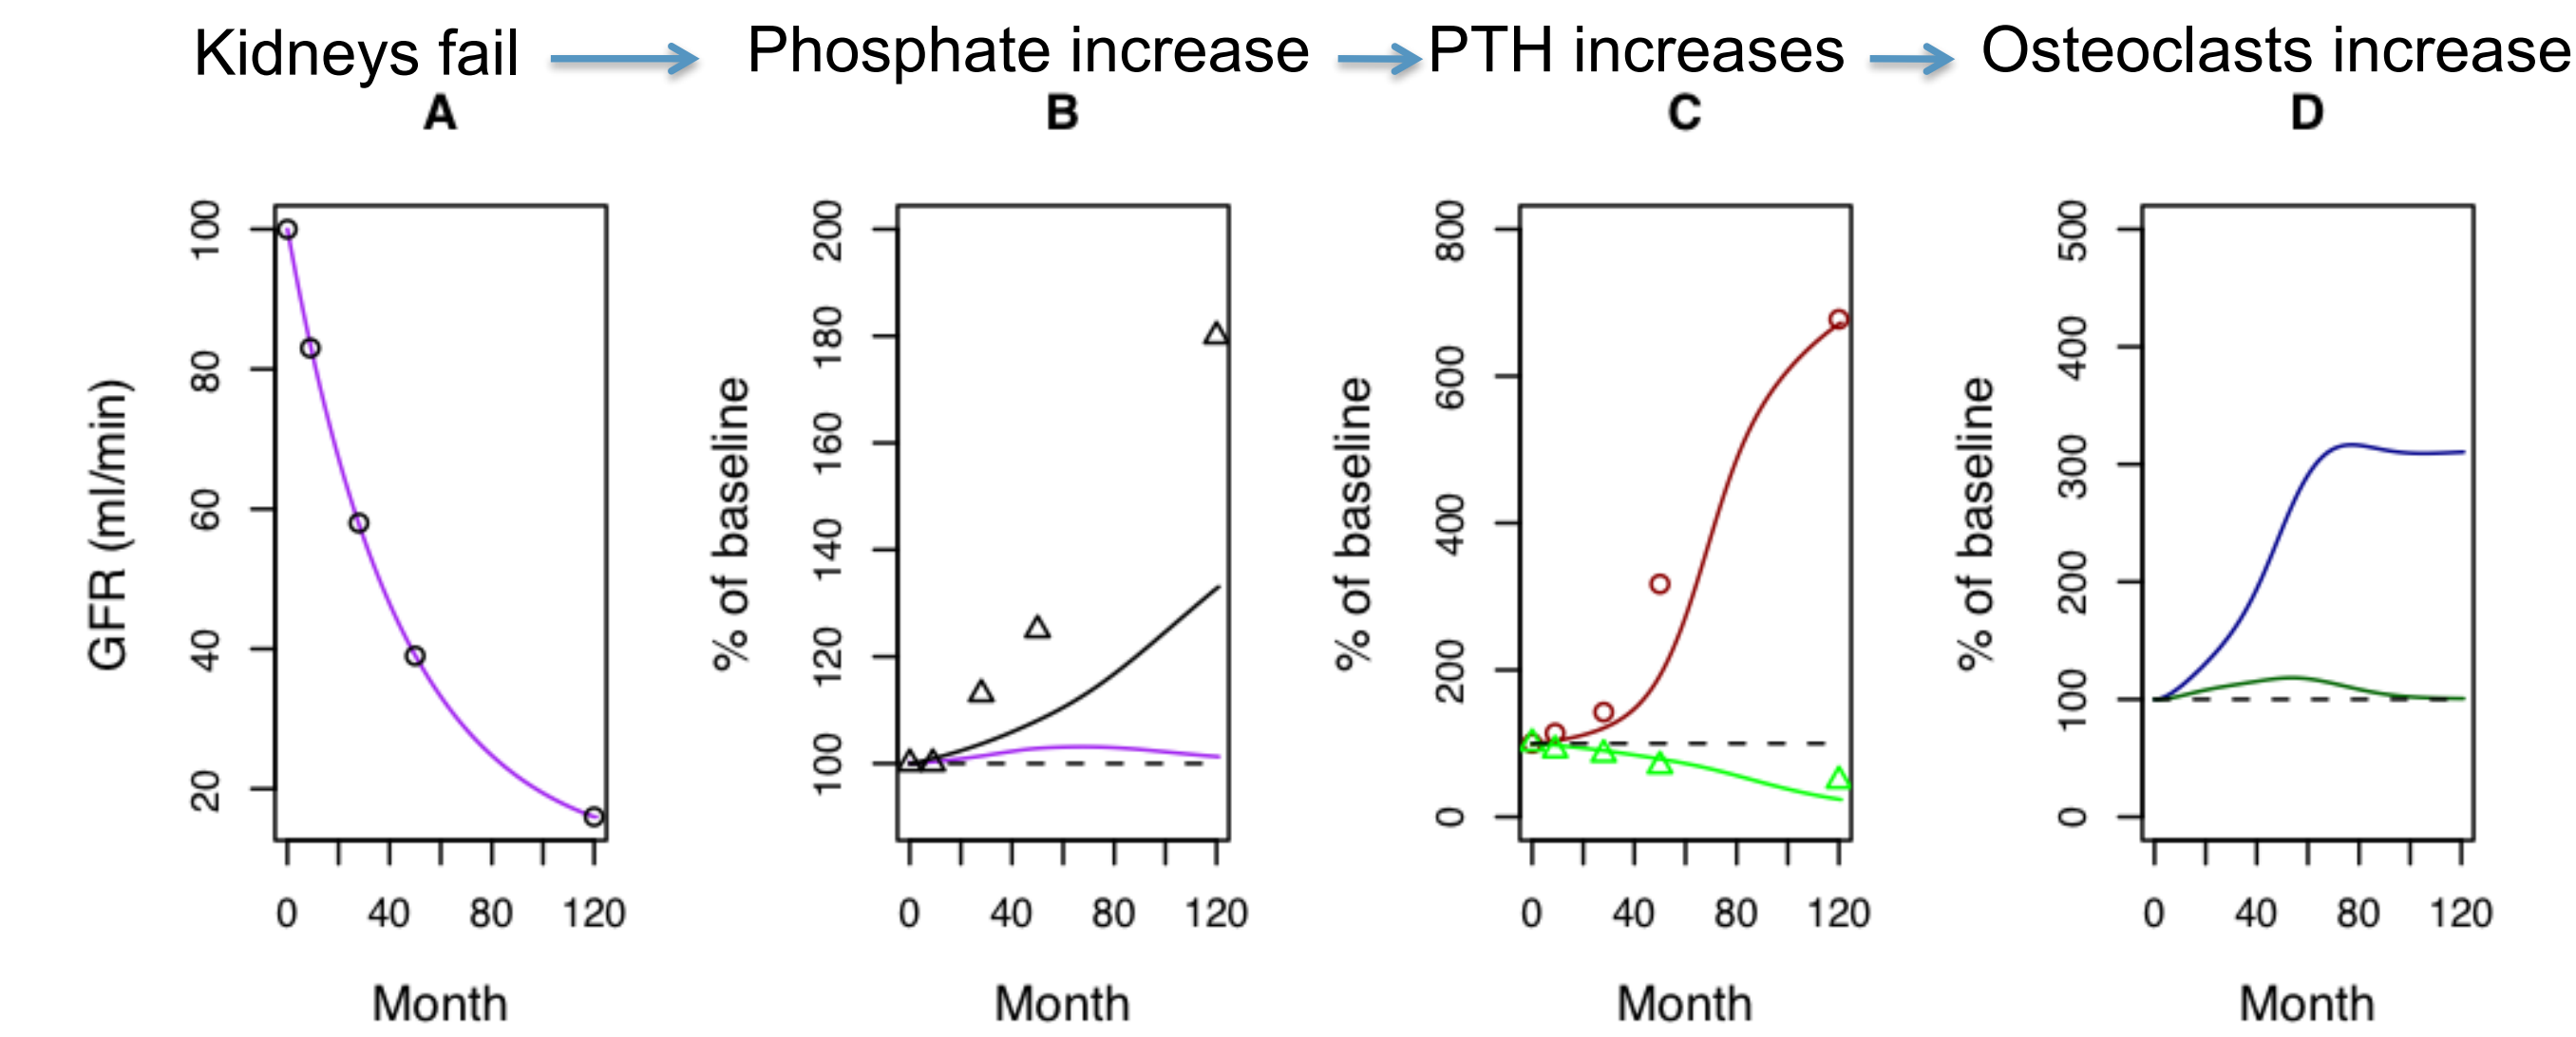 Kidneys fail Phosphate increase PTH increases Osteoclasts increase
A B C D
GFR (ml/min)
100
80
60
40
20
0 40 80 120
Month
% of baseline
200
180
160
140
120
100
0 40 80 120
Month
% of baseline
800
600
400
200
0
0 40 80 120
Month
% of baseline
500
400
300
200
100
0
0 40 80 120
Month